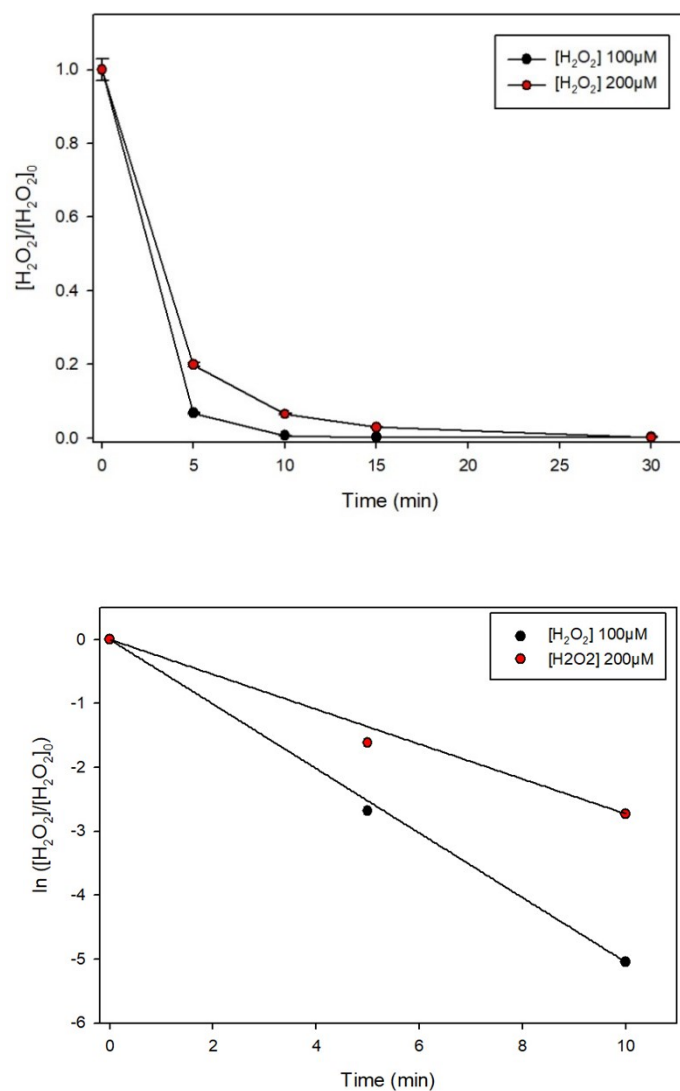 [H₂O₂] 100µM
[H₂O₂] 200µM
1.0
0.8
0.6
0.4
0.2
0.0
[H₂O₂]/[H₂O₂]₀
0 5 10 15 20 25 30
Time (min)
[H₂O₂] 100µM
[H2O2] 200µM
0
-1
-2
-3
-4
-5
-6
ln ([H₂O₂]/[H₂O₂]₀)
0 2 4 6 8 10
Time (min)